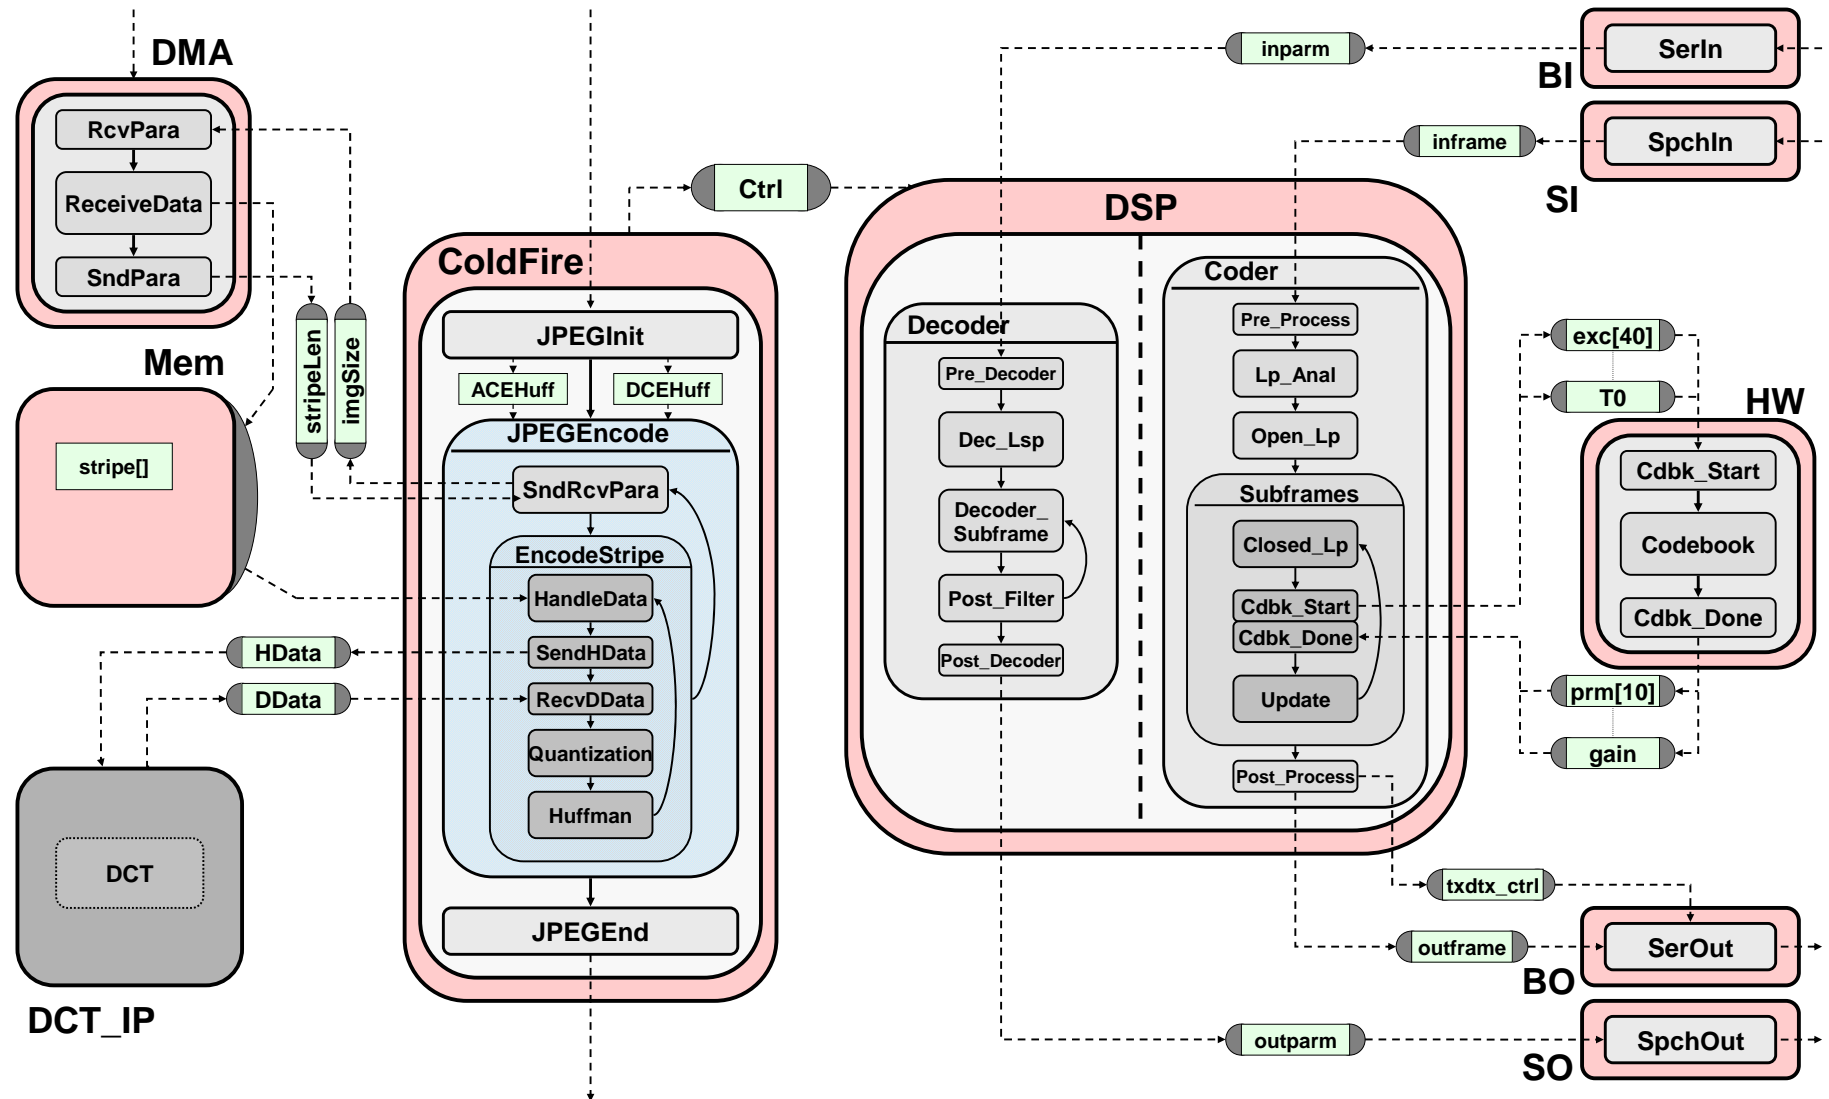 DMA
RcvPara
ReceiveData
SndPara
Mem
stripe[]
stripeLen
imgSize
HData
DData
DCT
DCT_IP
ColdFire
JPEGInit
ACEHuff
DCEHuff
JPEGEncode
SndRcvPara
EncodeStripe
HandleData
SendHData
RecvDData
Quantization
Huffman
JPEGEnd
Ctrl
DSP
Decoder
Pre_Decoder
Dec_Lsp
Decoder_
Subframe
Post_Filter
Post_Decoder
Coder
Pre_Process
Lp_Anal
Open_Lp
Subframes
Closed_Lp
Cdbk_Start
Cdbk_Done
Update
Post_Process
inparm
SerIn
BI
inframe
SpchIn
SI
exc[40]
T0
HW
Cdbk_Start
Codebook
Cdbk_Done
prm[10]
gain
txdtx_ctrl
outframe
SerOut
BO
outparm
SpchOut
SO